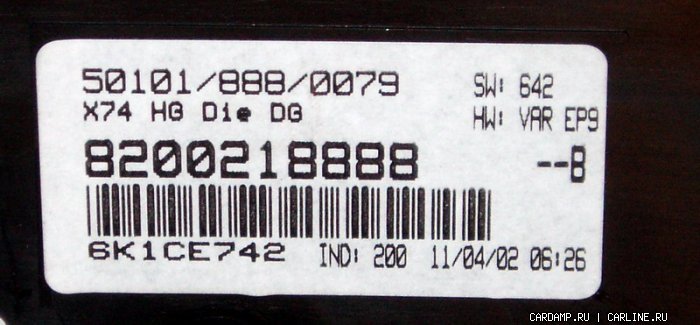 50101/888/0079 SW: 642
X74 HG Die DG HW: VAR EP9
8200218888 --B
6K1CE742 IND: 200 11/04/02 06:26
CARDAMP.RU | CARLINE.RU